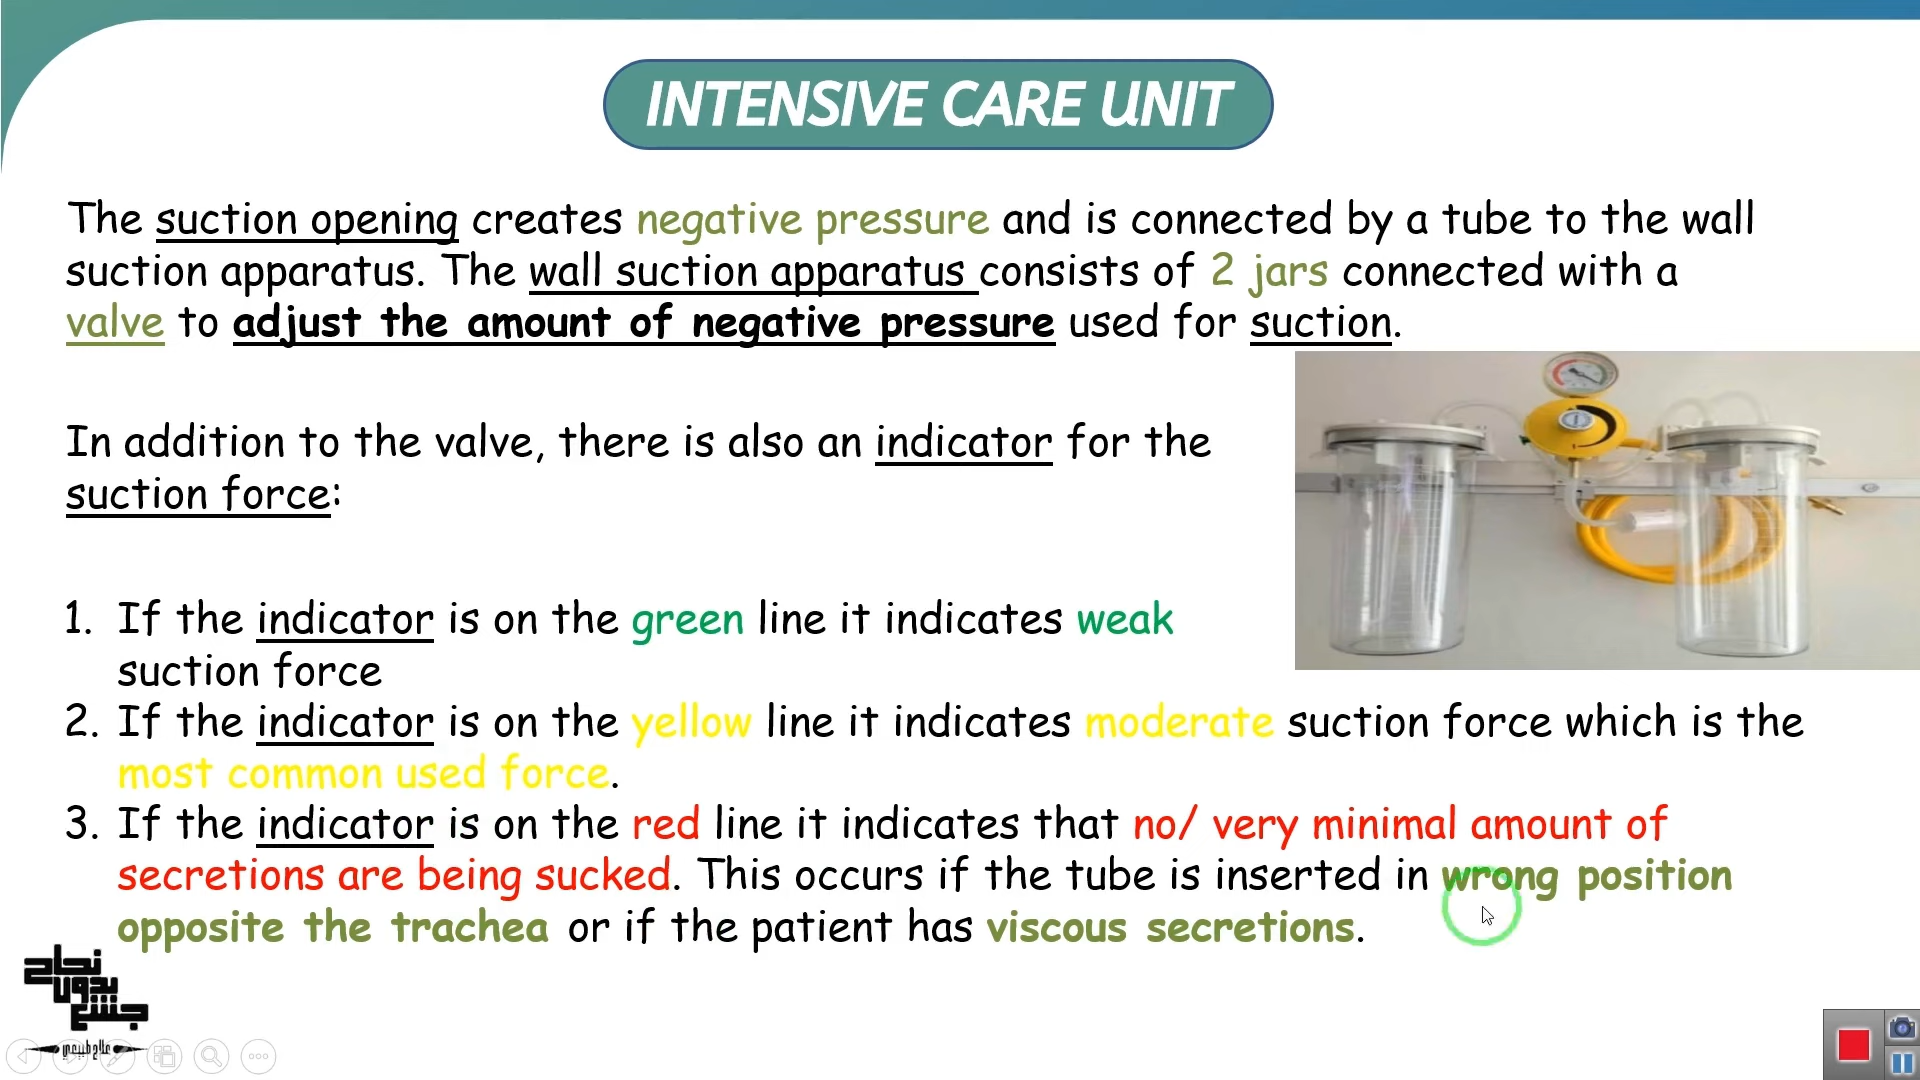 INTENSIVE CARE UNIT
The suction opening creates negative pressure and is connected by a tube to the wall
suction apparatus. The wall suction apparatus consists of 2 jars connected with a
valve to adjust the amount of negative pressure used for suction.
In addition to the valve, there is also an indicator for the
suction force:
1. If the indicator is on the green line it indicates weak
suction force
2. If the indicator is on the yellow line it indicates moderate suction force which is the
most common used force.
3. If the indicator is on the red line it indicates that no/ very minimal amount of
secretions are being sucked. This occurs if the tube is inserted in wrong position
opposite the trachea or if the patient has viscous secretions.
نجاح
بدون
جشع
علاج طبيعي